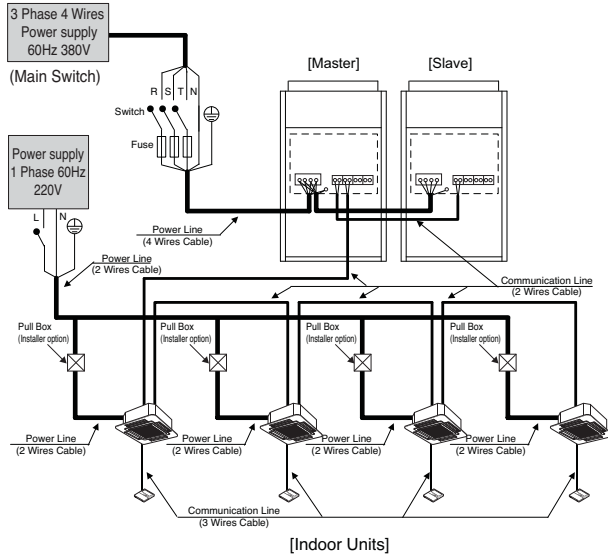 3 Phase 4 Wires
Power supply
60Hz 380V
(Main Switch)
[Master]
[Slave]
R S T N
Switch
Fuse
Power supply
1 Phase 60Hz
220V
L N
Power Line
(4 Wires Cable)
Power Line
(2 Wires Cable)
Communication Line
(2 Wires Cable)
Pull Box
(Installer option)
Pull Box
(Installer option)
Pull Box
(Installer option)
Pull Box
(Installer option)
Power Line
(2 Wires Cable)
Power Line
(2 Wires Cable)
Power Line
(2 Wires Cable)
Power Line
(2 Wires Cable)
Communication Line
(3 Wires Cable)
[Indoor Units]